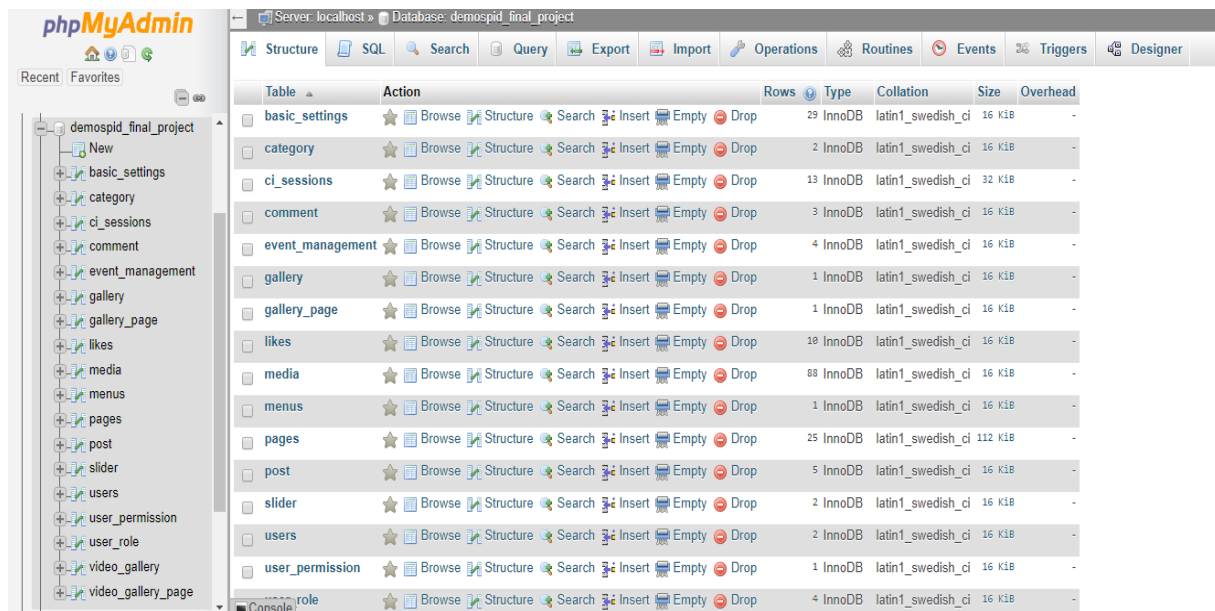 phpMyAdmin
Recent Favorites
demospid_final_project
New
basic_settings
category
ci_sessions
comment
event_management
gallery
gallery_page
likes
media
menus
pages
post
slider
users
user_permission
user_role
video_gallery
video_gallery_page
Server: localhost » Database: demospid_final_project
Structure SQL Search Query Export Import Operations Routines Events Triggers Designer
Table Action Rows Type Collation Size Overhead
basic_settings Browse Structure Search Insert Empty Drop 29 InnoDB latin1_swedish_ci 16 KiB -
category Browse Structure Search Insert Empty Drop 2 InnoDB latin1_swedish_ci 16 KiB -
ci_sessions Browse Structure Search Insert Empty Drop 13 InnoDB latin1_swedish_ci 32 KiB -
comment Browse Structure Search Insert Empty Drop 3 InnoDB latin1_swedish_ci 16 KiB -
event_management Browse Structure Search Insert Empty Drop 4 InnoDB latin1_swedish_ci 16 KiB -
gallery Browse Structure Search Insert Empty Drop 1 InnoDB latin1_swedish_ci 16 KiB -
gallery_page Browse Structure Search Insert Empty Drop 1 InnoDB latin1_swedish_ci 16 KiB -
likes Browse Structure Search Insert Empty Drop 10 InnoDB latin1_swedish_ci 16 KiB -
media Browse Structure Search Insert Empty Drop 88 InnoDB latin1_swedish_ci 16 KiB -
menus Browse Structure Search Insert Empty Drop 1 InnoDB latin1_swedish_ci 16 KiB -
pages Browse Structure Search Insert Empty Drop 25 InnoDB latin1_swedish_ci 112 KiB -
post Browse Structure Search Insert Empty Drop 5 InnoDB latin1_swedish_ci 16 KiB -
slider Browse Structure Search Insert Empty Drop 2 InnoDB latin1_swedish_ci 16 KiB -
users Browse Structure Search Insert Empty Drop 2 InnoDB latin1_swedish_ci 16 KiB -
user_permission Browse Structure Search Insert Empty Drop 1 InnoDB latin1_swedish_ci 16 KiB -
user_role Browse Structure Search Insert Empty Drop 4 InnoDB latin1_swedish_ci 16 KiB -
Console